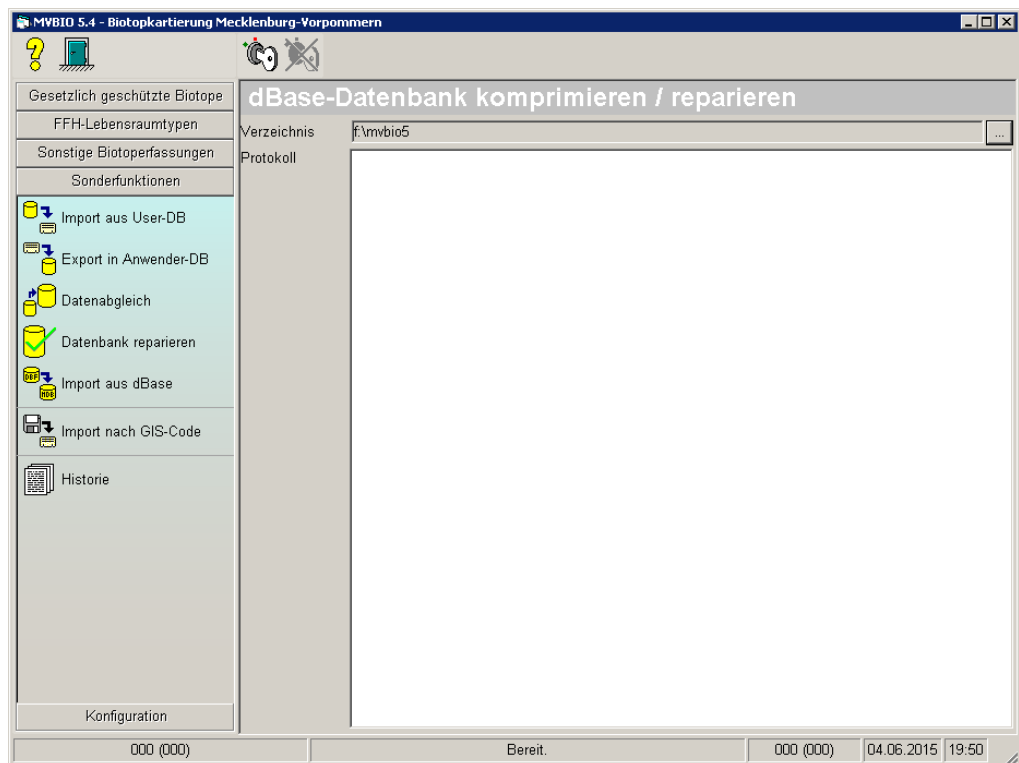 MVBIO 5.4 - Biotopkartierung Mecklenburg-Vorpommern
Gesetzlich geschützte Biotope
FFH-Lebensraumtypen
Sonstige Biotoperfassungen
Sonderfunktionen
Import aus User-DB
Export in Anwender-DB
Datenabgleich
Datenbank reparieren
DBF
MDB
Import aus dBase
Import nach GIS-Code
Historie
Konfiguration
dBase-Datenbank komprimieren / reparieren
Verzeichnis f:\mvbio5 ...
Protokoll
000 (000) Bereit. 000 (000) 04.06.2015 19:50